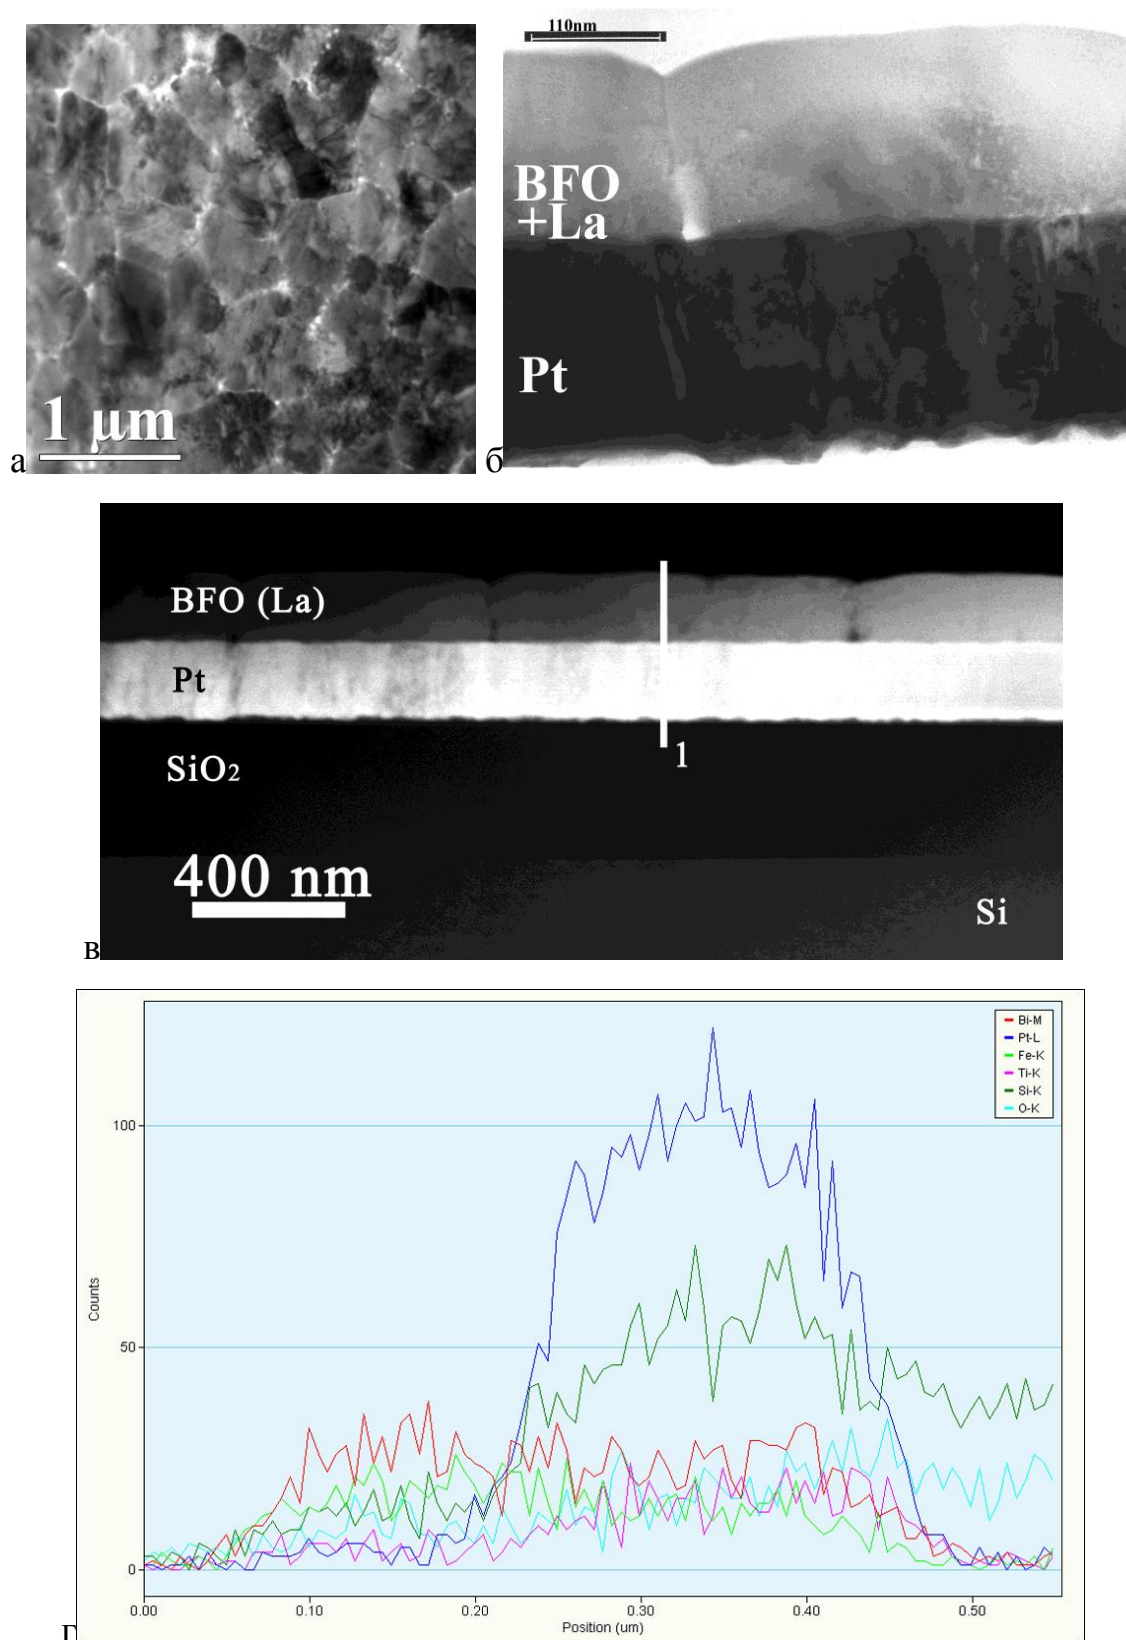 110nm
BFO
+La
Pt
1 μm
а
б
BFO (La)
Pt
1
SiO2
400 nm
Si
в
Bi-M
Pt-L
Fe-K
Ti-K
Si-K
O-K
100
50
0
Counts
0.00 0.10 0.20 0.30 0.40 0.50
Position (um)
г